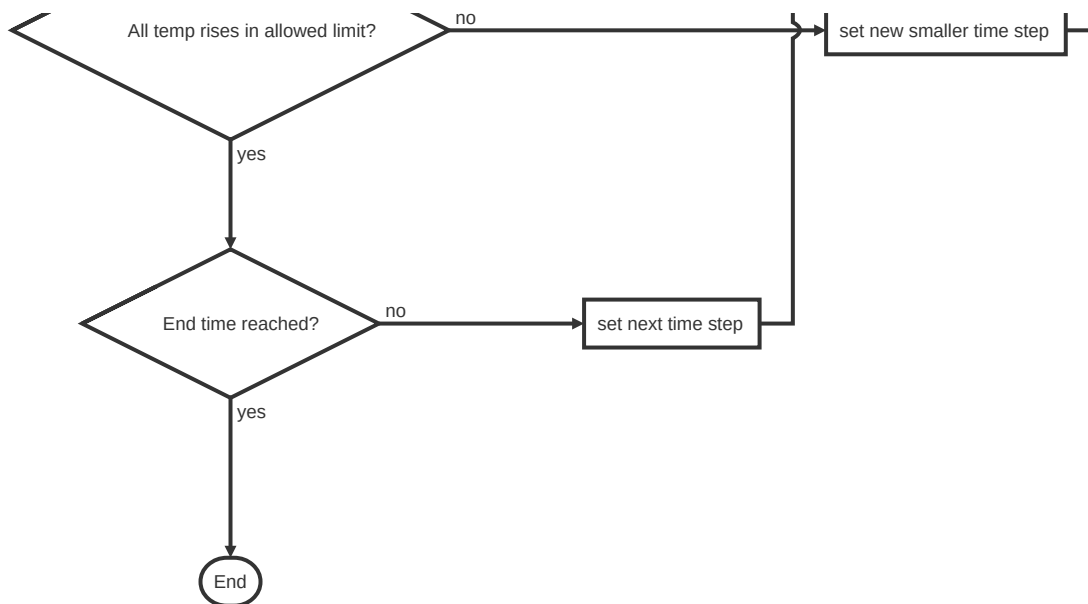 All temp rises in allowed limit?
no
set new smaller time step
yes
End time reached?
no
set next time step
yes
End